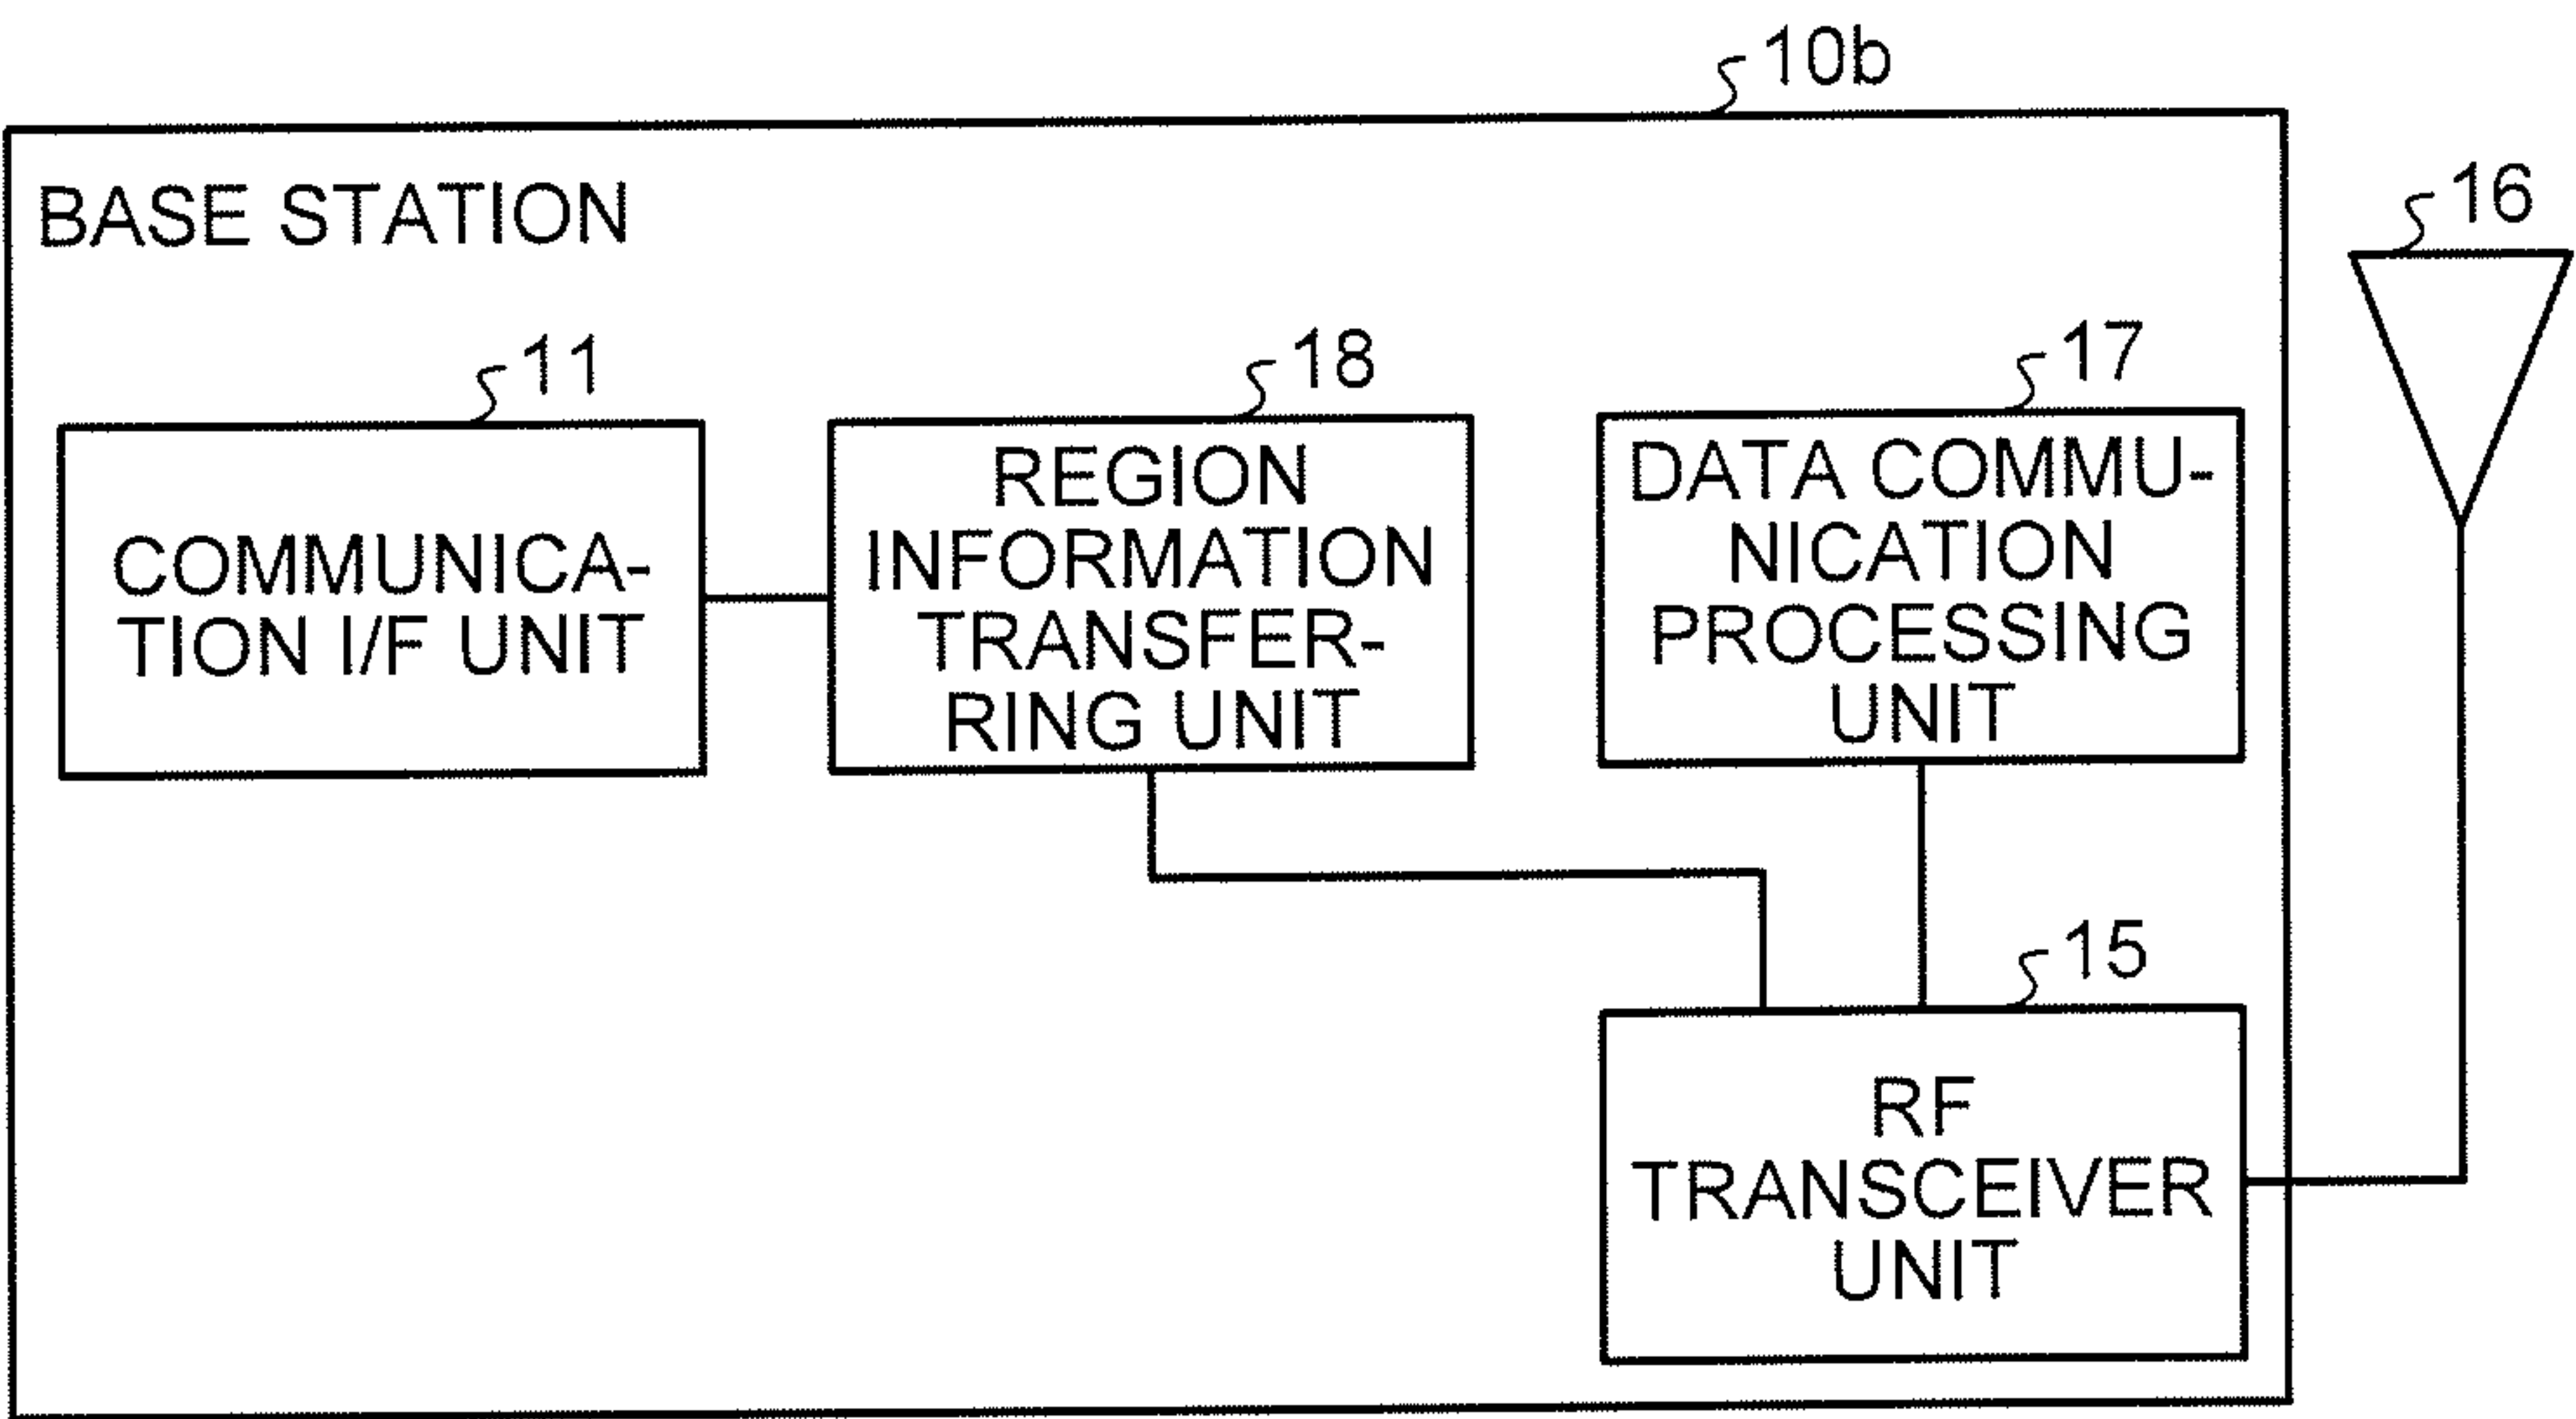 10b
BASE STATION
16
11
18
17
COMMUNICA-
TION I/F UNIT
REGION
INFORMATION
TRANSFER-
RING UNIT
DATA COMMU-
NICATION
PROCESSING
UNIT
15
RF
TRANSCEIVER
UNIT